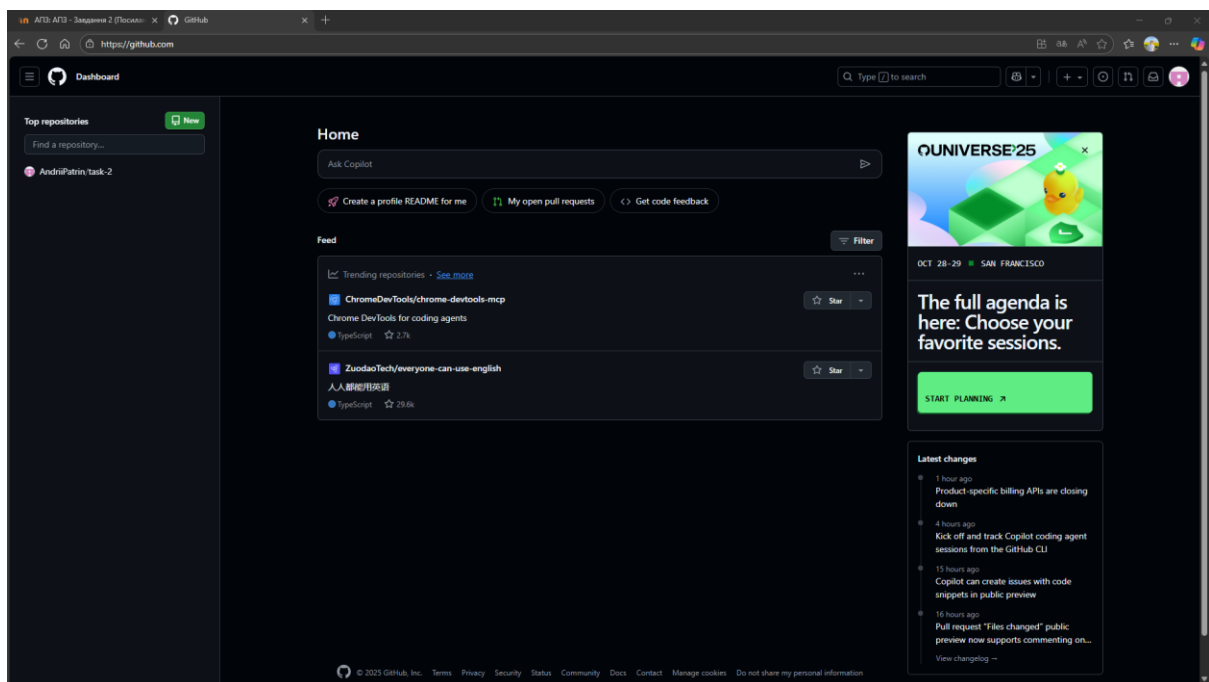 АПЗ: АПЗ - Завдання 2 (Посилан
GitHub
https://github.com
Dashboard
Type / to search
Top repositories
New
Find a repository...
AndriiPatrin/task-2
Home
Ask Copilot
Create a profile README for me
My open pull requests
Get code feedback
Feed
Filter
Trending repositories · See more
ChromeDevTools/chrome-devtools-mcp
Star
Chrome DevTools for coding agents
TypeScript 2.7k
ZuodaoTech/everyone-can-use-english
Star
人人都能用英语
TypeScript 29.6k
UNIVERSE'25
OCT 28-29 SAN FRANCISCO
The full agenda is
here: Choose your
favorite sessions.
START PLANNING
Latest changes
1 hour ago
Product-specific billing APIs are closing
down
4 hours ago
Kick off and track Copilot coding agent
sessions from the GitHub CLI
15 hours ago
Copilot can create issues with code
snippets in public preview
16 hours ago
Pull request "Files changed" public
preview now supports commenting on...
View changelog →
© 2025 GitHub, Inc. Terms Privacy Security Status Community Docs Contact Manage cookies Do not share my personal information